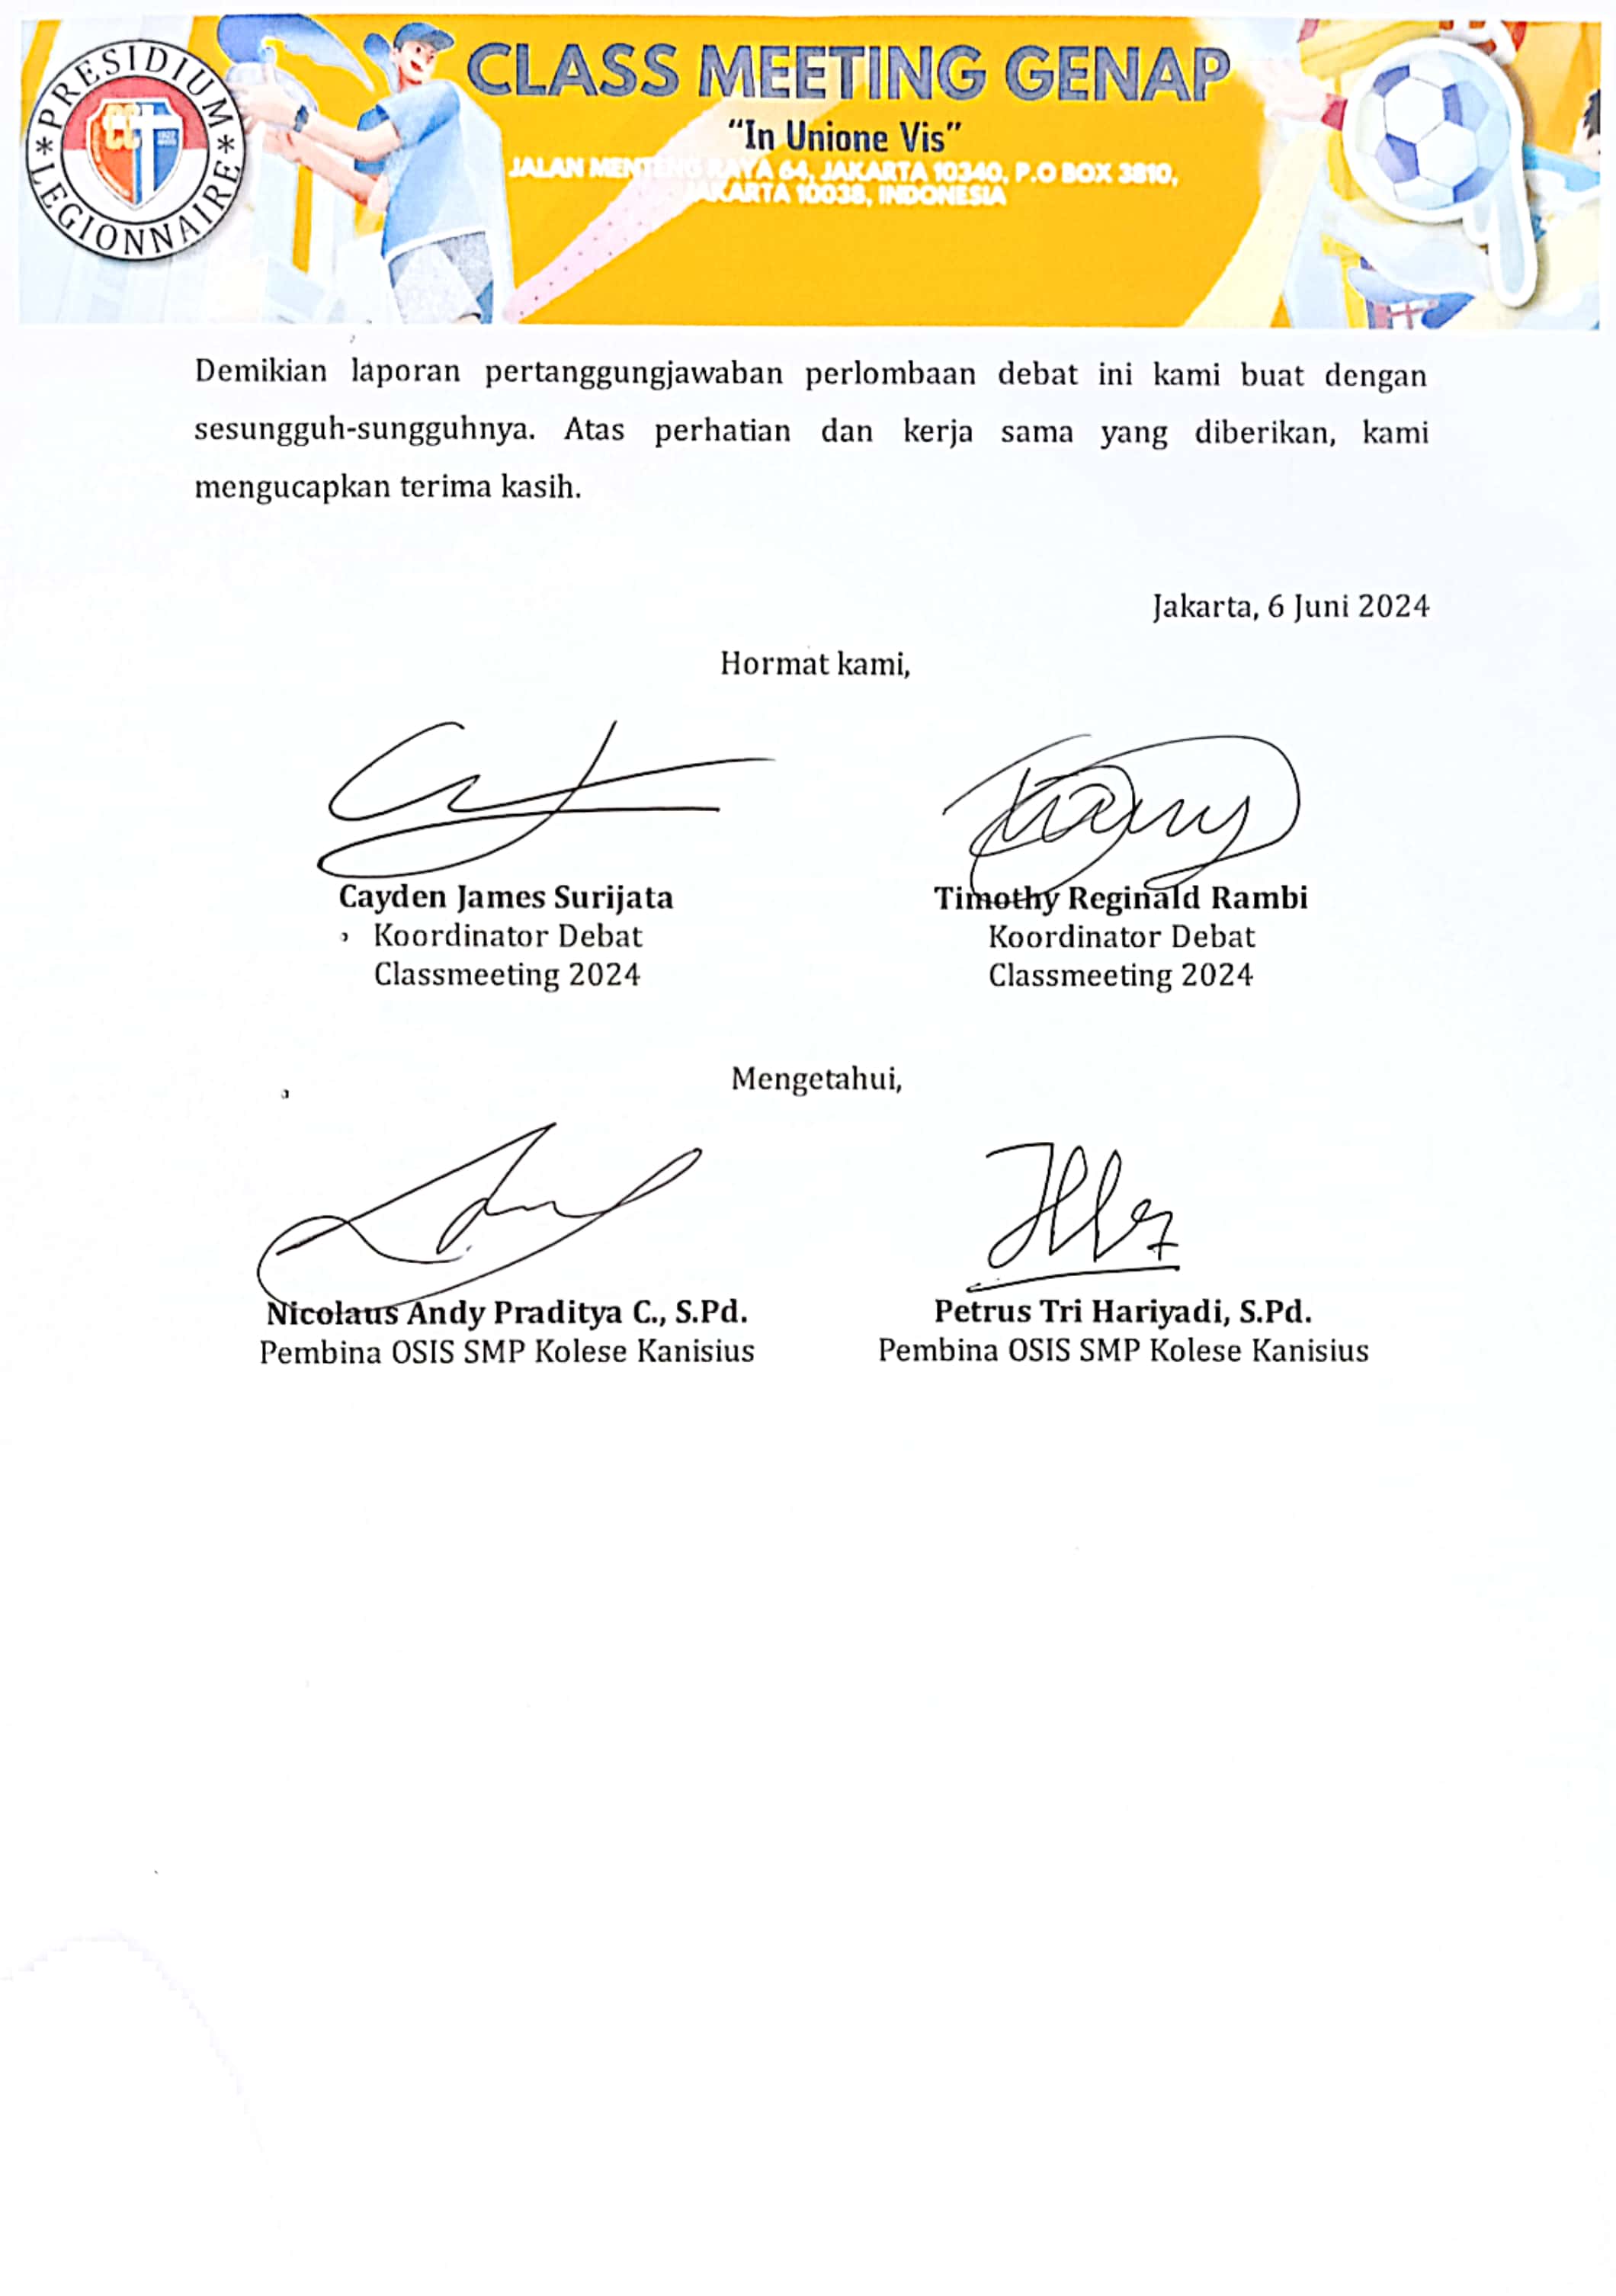 PRESIDIUM
LEGIONNAIRE
CLASS MEETING GENAP
"In Unione Vis"
JALAN MENTENG RAYA 64, JAKARTA 10340, P.O BOX 3810,
JAKARTA 10038, INDONESIA
Demikian laporan pertanggungjawaban perlombaan debat ini kami buat dengan
sesungguh-sungguhnya. Atas perhatian dan kerja sama yang diberikan, kami
mengucapkan terima kasih.
Jakarta, 6 Juni 2024
Hormat kami,
Cayden James Surijata Timothy Reginald Rambi
Koordinator Debat Koordinator Debat
Classmeeting 2024 Classmeeting 2024
Mengetahui,
Nicolaus Andy Praditya C., S.Pd. Petrus Tri Hariyadi, S.Pd.
Pembina OSIS SMP Kolese Kanisius Pembina OSIS SMP Kolese Kanisius